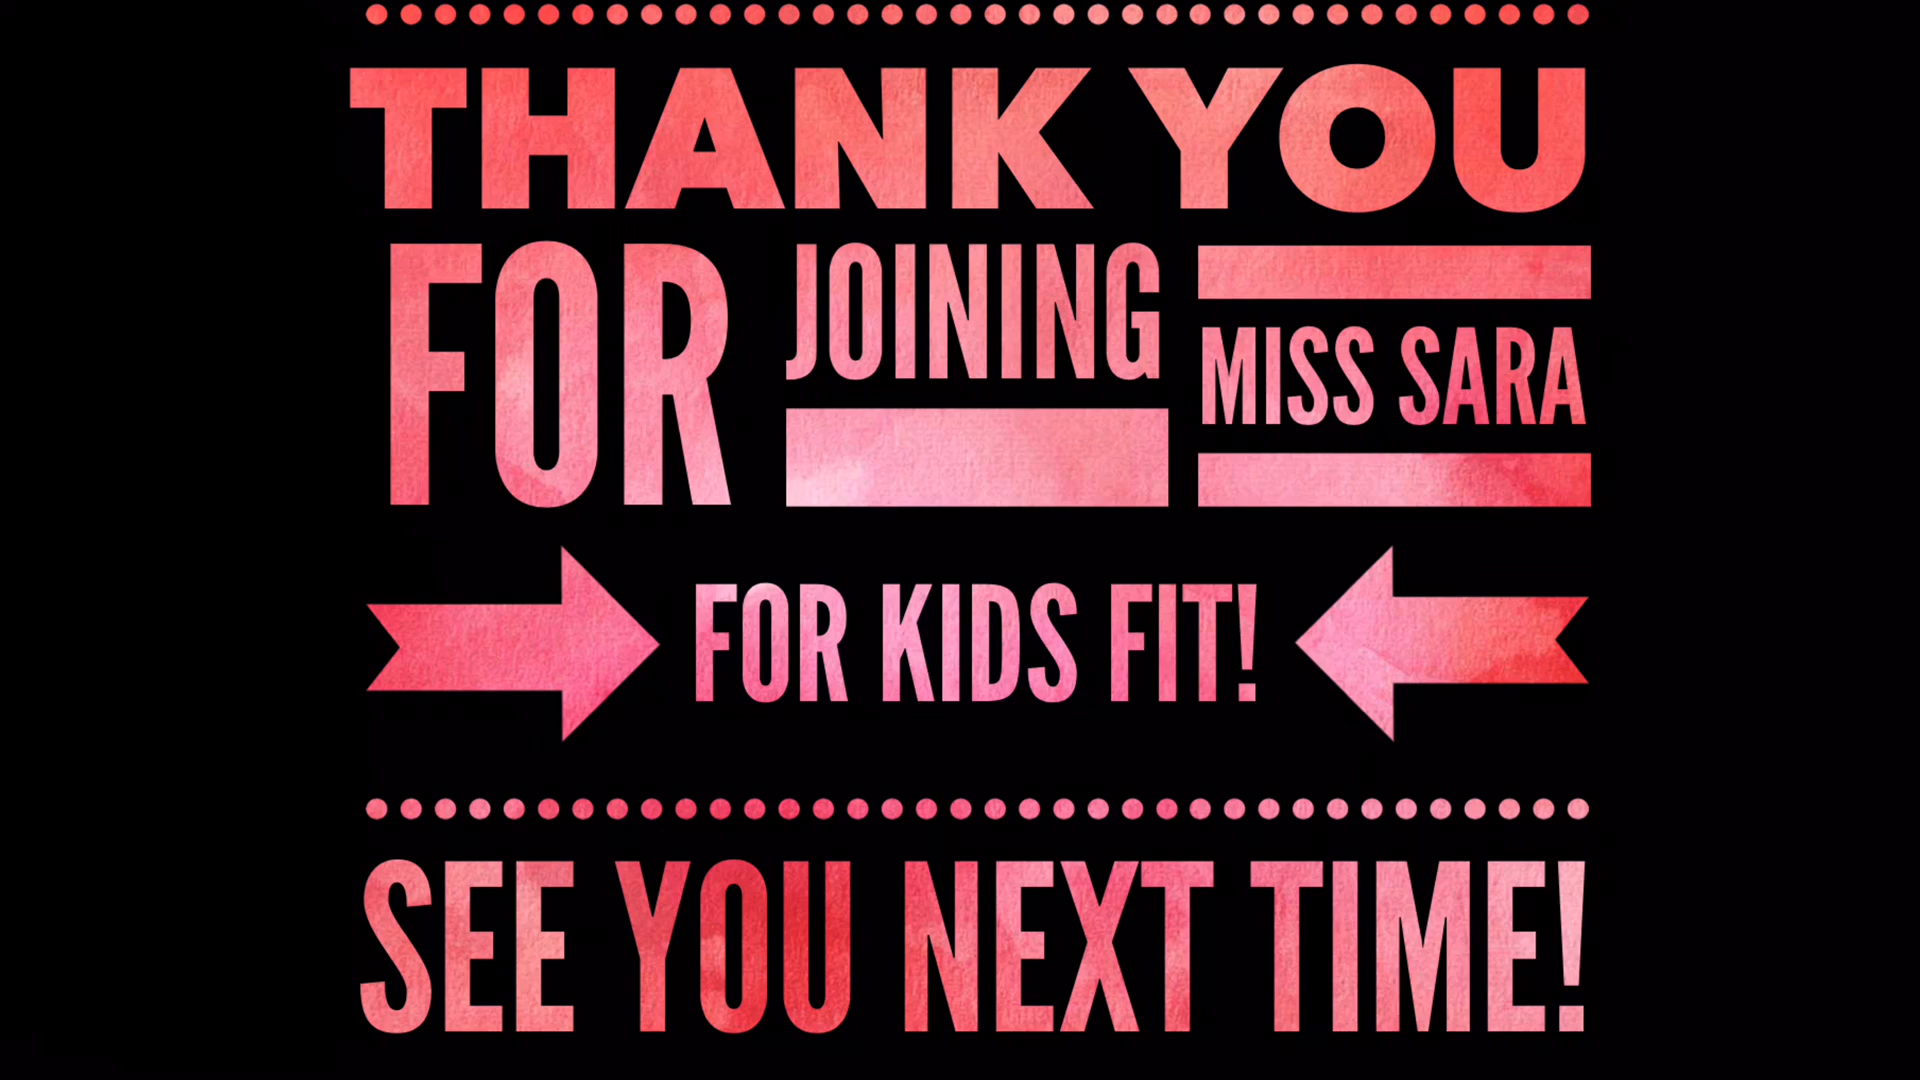 THANK YOU
FOR JOINING MISS SARA
FOR KIDS FIT!
SEE YOU NEXT TIME!